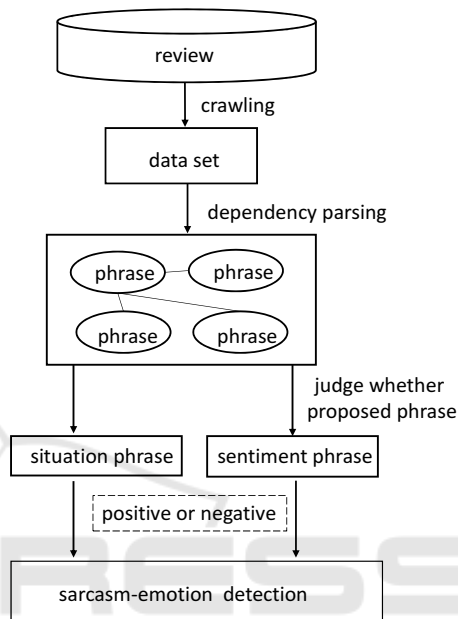 review
crawling
data set
dependency parsing
phrase phrase
phrase phrase
judge whether
proposed phrase
situation phrase sentiment phrase
positive or negative
RESS
sarcasm-emotion detection